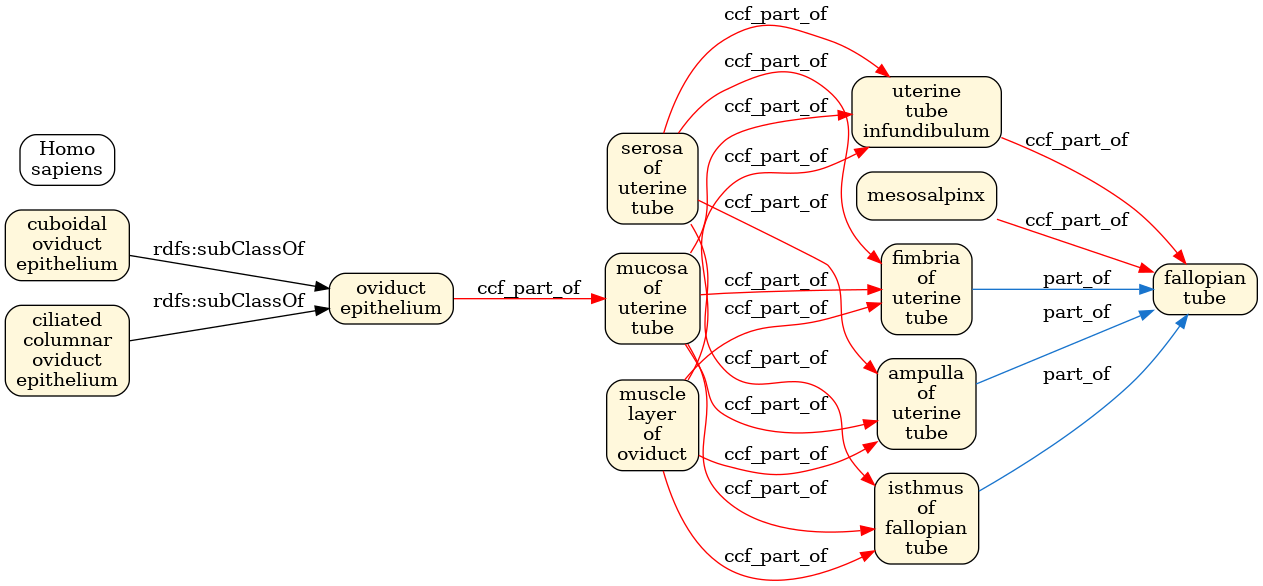 Homo
sapiens
cuboidal
oviduct
epithelium
ciliated
columnar
oviduct
epithelium
rdfs:subClassOf
rdfs:subClassOf
oviduct
epithelium
ccf_part_of
serosa
of
uterine
tube
mucosa
of
uterine
tube
muscle
layer
of
oviduct
ccf_part_of
ccf_part_of
ccf_part_of
ccf_part_of
ccf_part_of
ccf_part_of
ccf_part_of
ccf_part_of
ccf_part_of
ccf_part_of
ccf_part_of
ccf_part_of
uterine
tube
infundibulum
mesosalpinx
fimbria
of
uterine
tube
ampulla
of
uterine
tube
isthmus
of
fallopian
tube
ccf_part_of
ccf_part_of
part_of
part_of
part_of
fallopian
tube